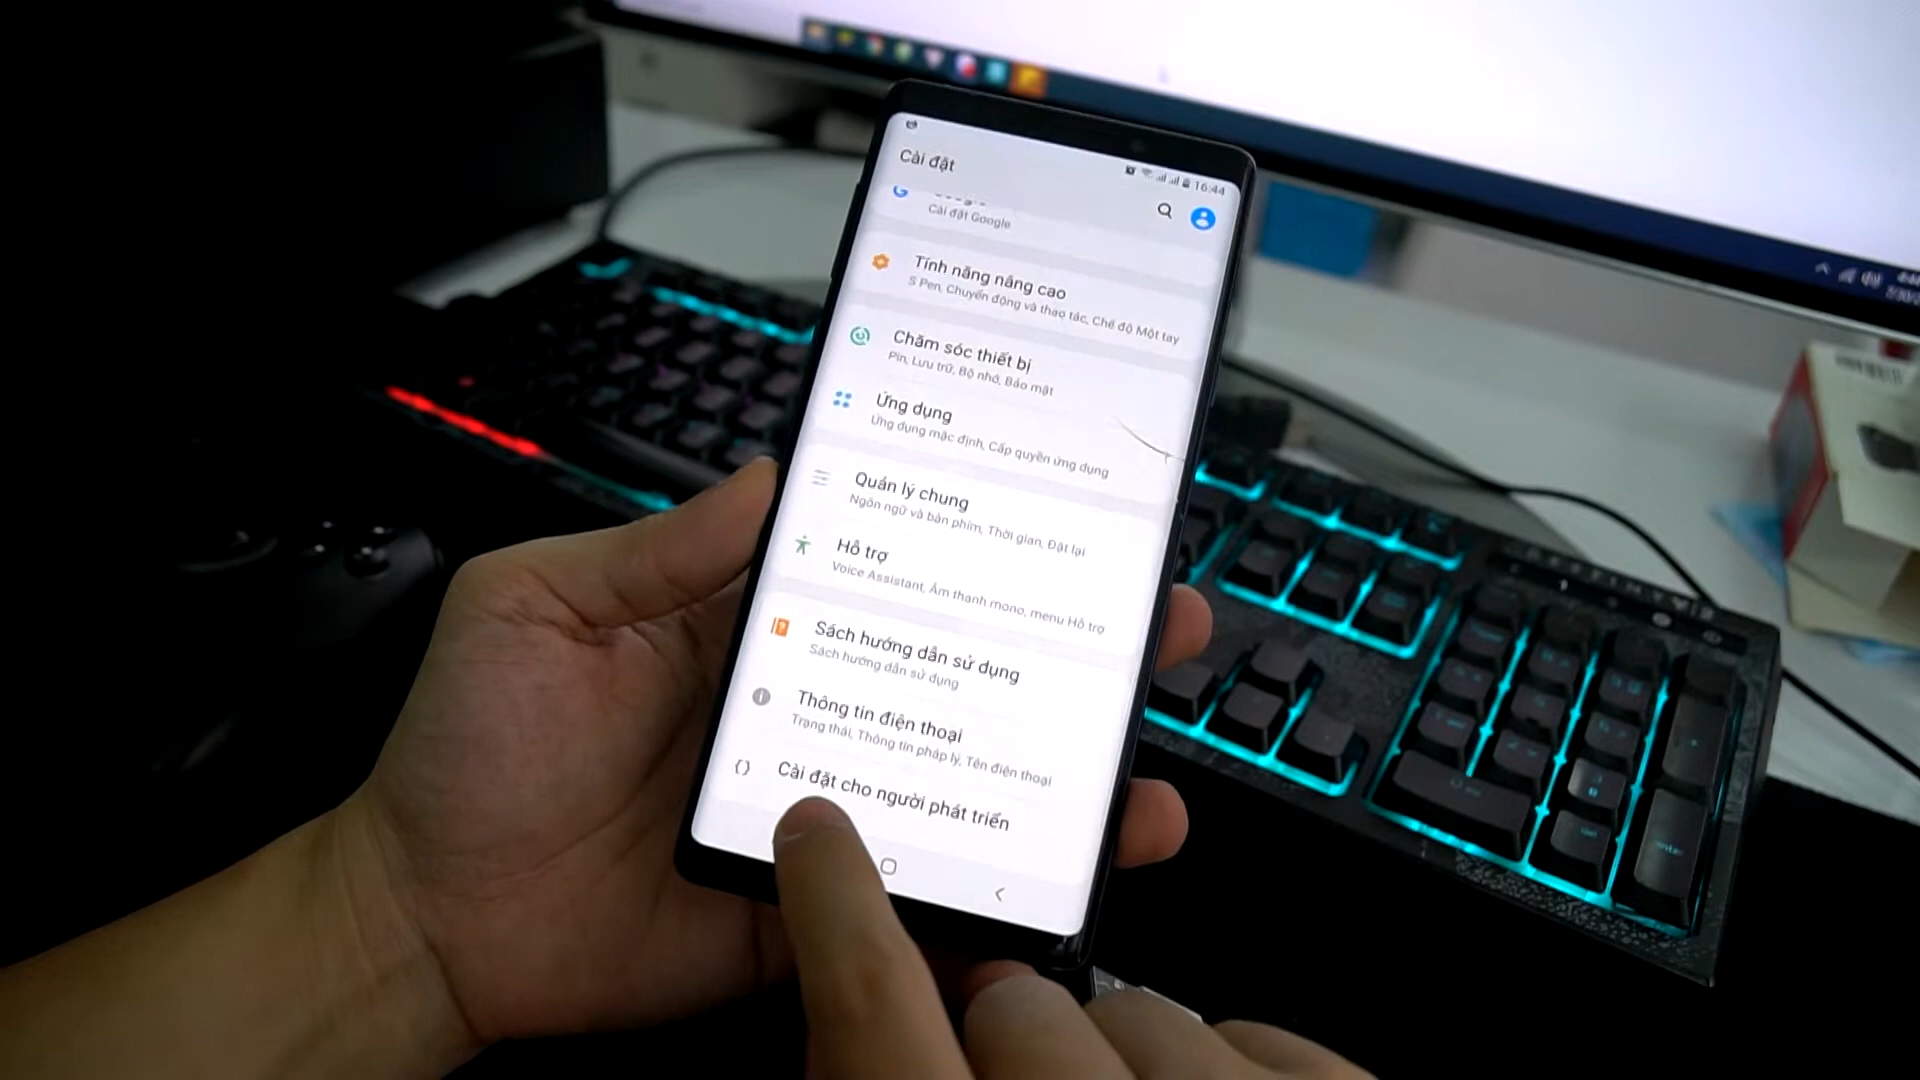 16:44
Cài đặt
Cài đặt Google
Tính năng nâng cao
S Pen, Chuyển động và thao tác, Chế độ Một tay
Chăm sóc thiết bị
Pin, Lưu trữ, Bộ nhớ, Bảo mật
Ứng dụng
Ứng dụng mặc định, Cấp quyền ứng dụng
Quản lý chung
Ngôn ngữ và bàn phím, Thời gian, Đặt lại
Hỗ trợ
Voice Assistant, Âm thanh mono, menu Hỗ trợ
Sách hướng dẫn sử dụng
Sách hướng dẫn sử dụng
Thông tin điện thoại
Trạng thái, Thông tin pháp lý, Tên điện thoại
Cài đặt cho người phát triển